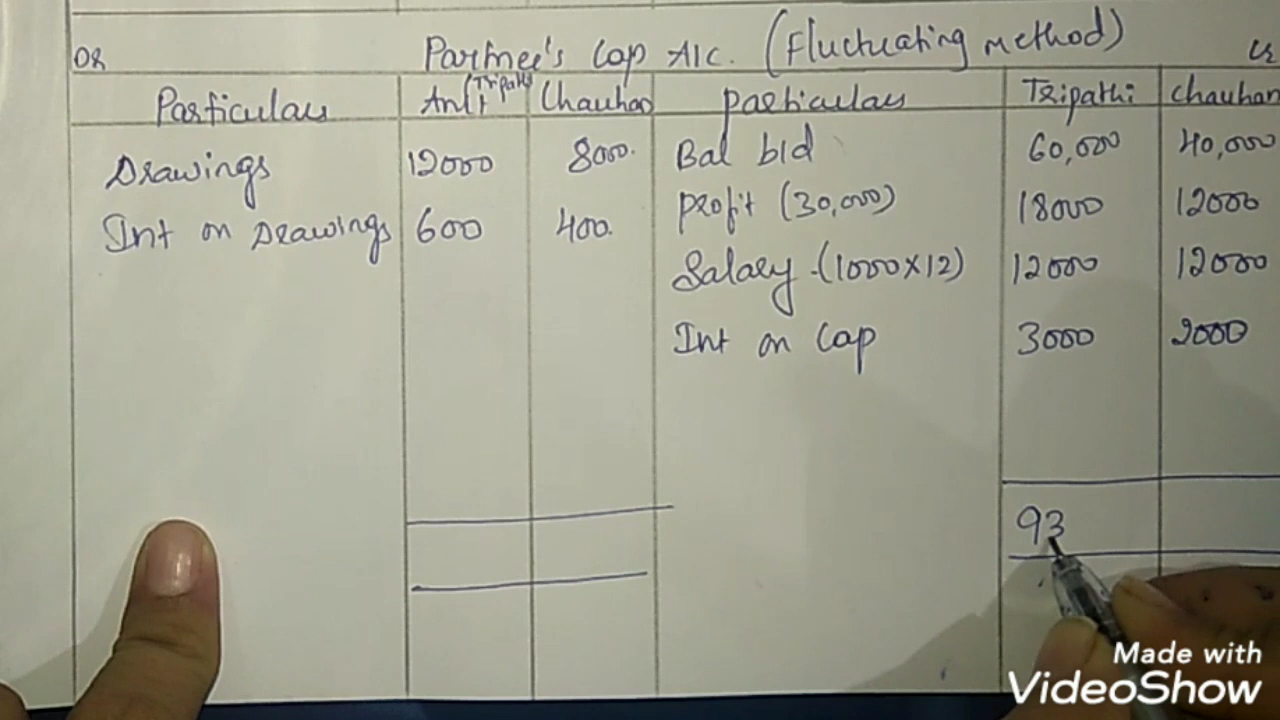 Partner's Cap A/C. (Fluctuating method)
Dr Cr
Particulars Amt (Tripathi Chauhan Particulars Tripathi Chauhan
Drawings 12000 8000. Bal b/d 60,000 40,000
Int on Drawings 600 400. Profit (30,000) 18000 12000
Salary -(1000×12) 12000 12000
Int on Cap 3000 2000
93
Made with
VideoShow